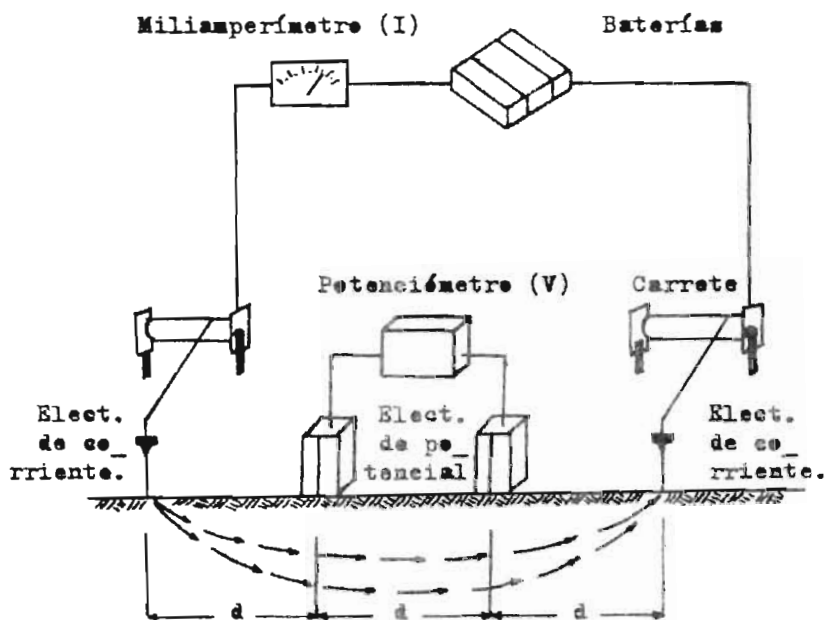 Miliamperímetro (I)
Baterías
Potenciómetro (V)
Carrete
Elect.
de co_
rriente.
Elect.
de po_
tencial
Elect.
de co_
rriente.
d
d
d